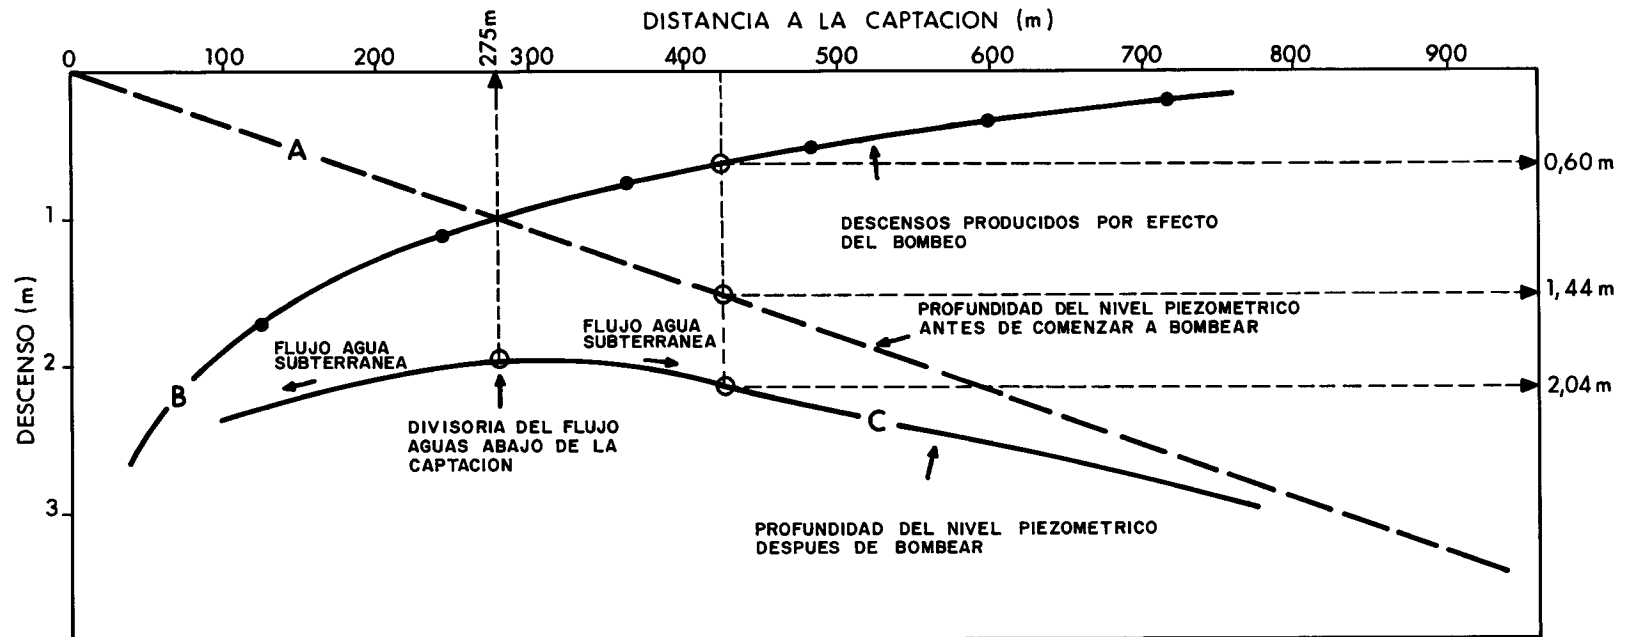 DISTANCIA A LA CAPTACION (m)
0 100 200 275m 300 400 500 600 700 800 900
A
0,60 m
1
DESCENSOS PRODUCIDOS POR EFECTO
DEL BOMBEO
1,44 m
PROFUNDIDAD DEL NIVEL PIEZOMETRICO
ANTES DE COMENZAR A BOMBEAR
FLUJO AGUA
SUBTERRANEA
FLUJO AGUA
SUBTERRANEA
2
2,04 m
B
C
DIVISORIA DEL FLUJO
AGUAS ABAJO DE LA
CAPTACION
DESCENSO (m)
3
PROFUNDIDAD DEL NIVEL PIEZOMETRICO
DESPUES DE BOMBEAR